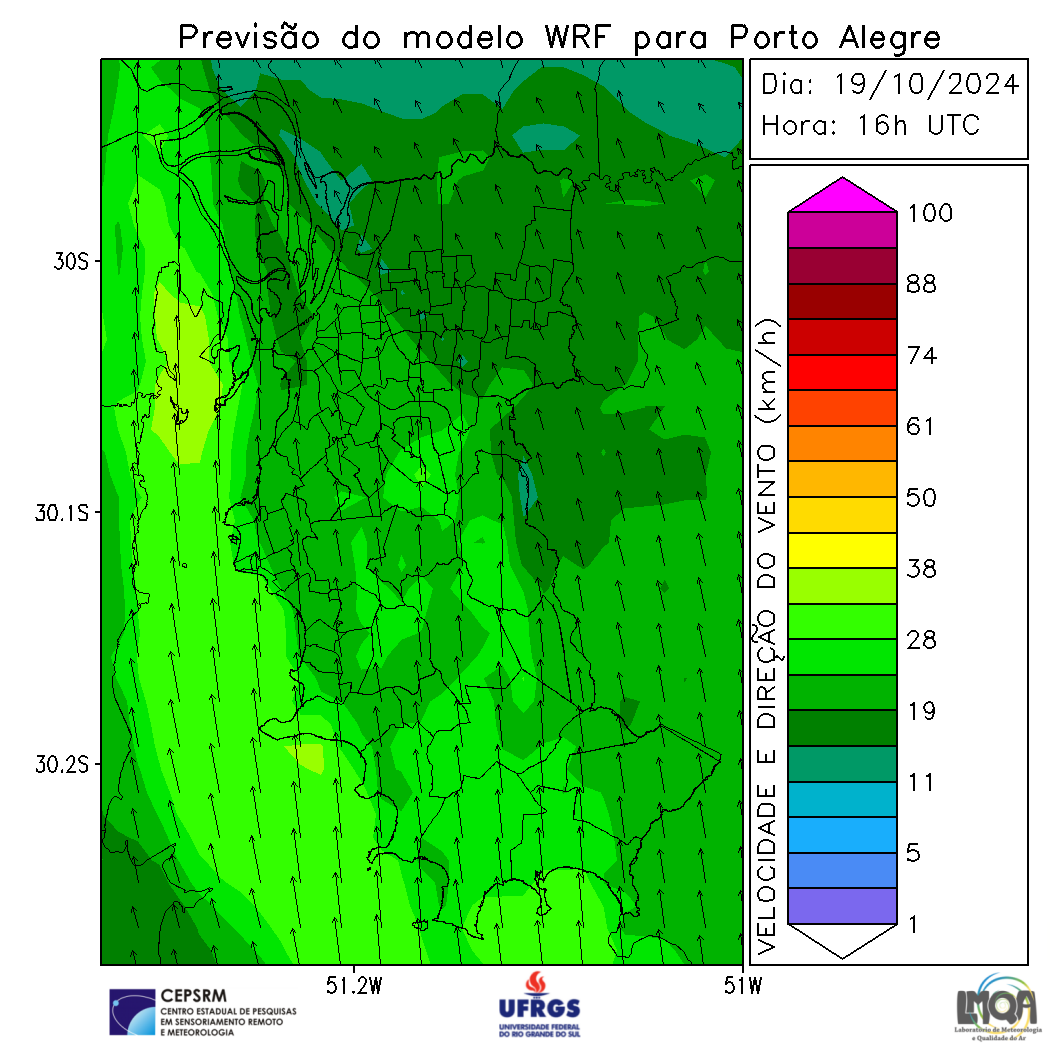 Previsão do modelo WRF para Porto Alegre
Dia: 19/10/2024
Hora: 16h UTC
30S
30.1S
30.2S
51.2W
51W
VELOCIDADE E DIREÇÃO DO VENTO (km/h)
100
88
74
61
50
38
28
19
11
5
1
CEPSRM
CENTRO ESTADUAL DE PESQUISAS
EM SENSORIAMENTO REMOTO
E METEOROLOGIA
UFRGS
UNIVERSIDADE FEDERAL
DO RIO GRANDE DO SUL
LMQA
Laboratório de Meteorologia
e Qualidade do Ar